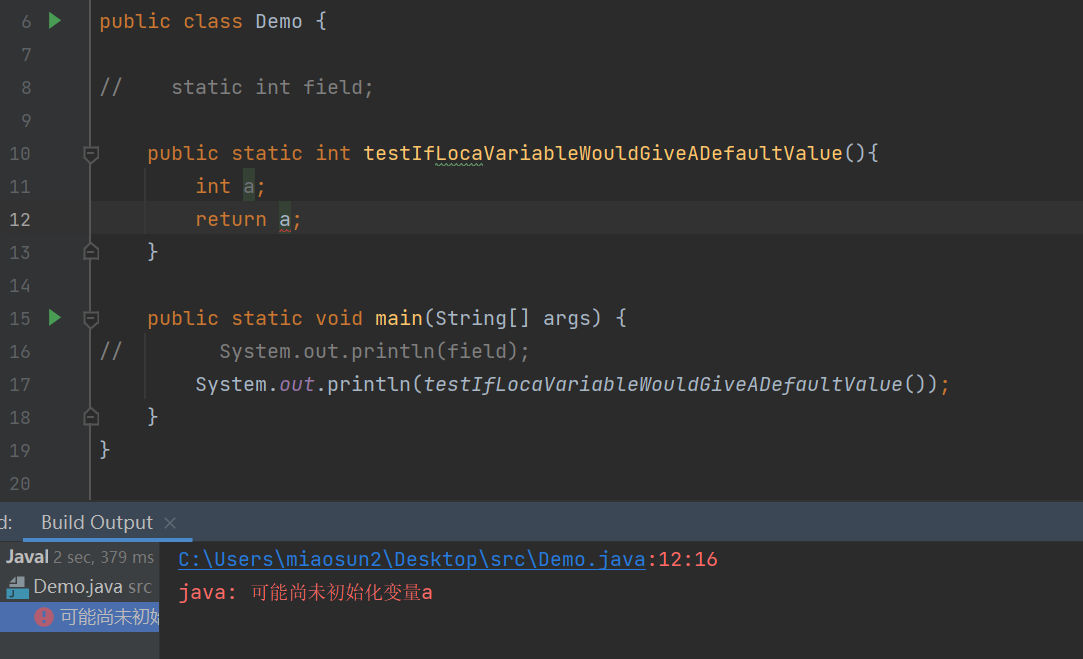 6 public class Demo {
7
8 //    static int field;
9
10     public static int testIfLocaVariableWouldGiveADefaultValue(){
11         int a;
12         return a;
13     }
14
15     public static void main(String[] args) {
16 //        System.out.println(field);
17         System.out.println(testIfLocaVariableWouldGiveADefaultValue());
18     }
19 }
20
d: Build Output ×
Javal 2 sec, 379 ms
Demo.java src
可能尚未初始
C:\Users\miaosun2\Desktop\src\Demo.java:12:16
java: 可能尚未初始化变量a